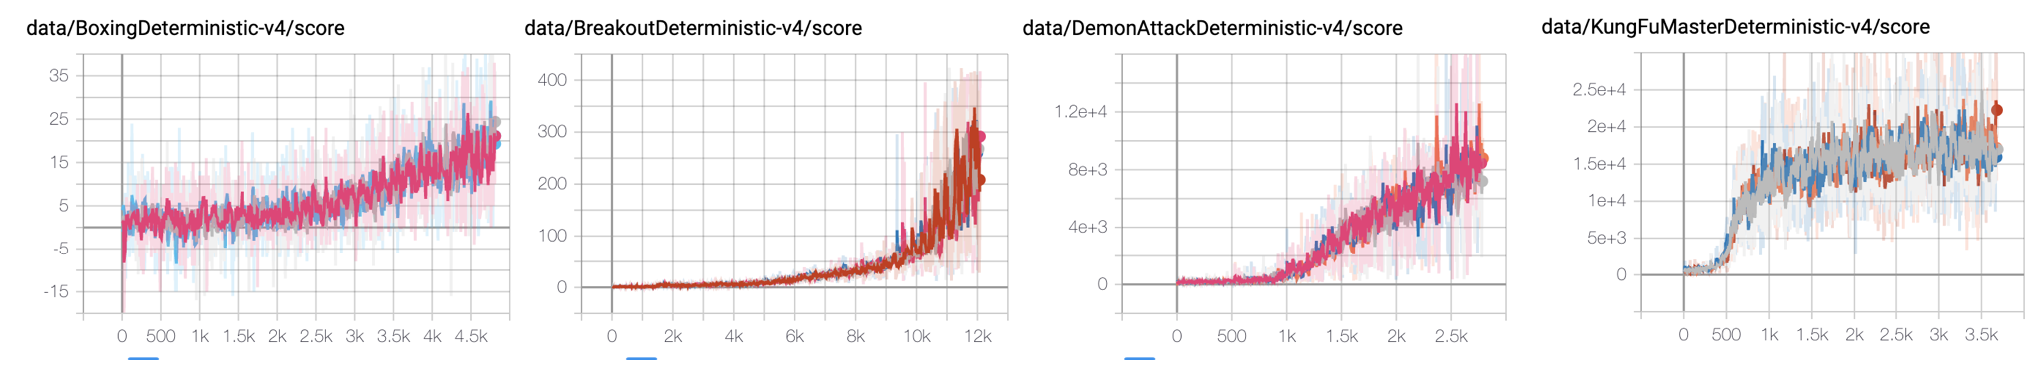 data/BoxingDeterministic-v4/score
35
25
15
5
-5
-15
0 500 1k 1.5k 2k 2.5k 3k 3.5k 4k 4.5k
data/BreakoutDeterministic-v4/score
400
300
200
100
0
0 2k 4k 6k 8k 10k 12k
data/DemonAttackDeterministic-v4/score
1.2e+4
8e+3
4e+3
0
0 500 1k 1.5k 2k 2.5k
data/KungFuMasterDeterministic-v4/score
2.5e+4
2e+4
1.5e+4
1e+4
5e+3
0
0 500 1k 1.5k 2k 2.5k 3k 3.5k